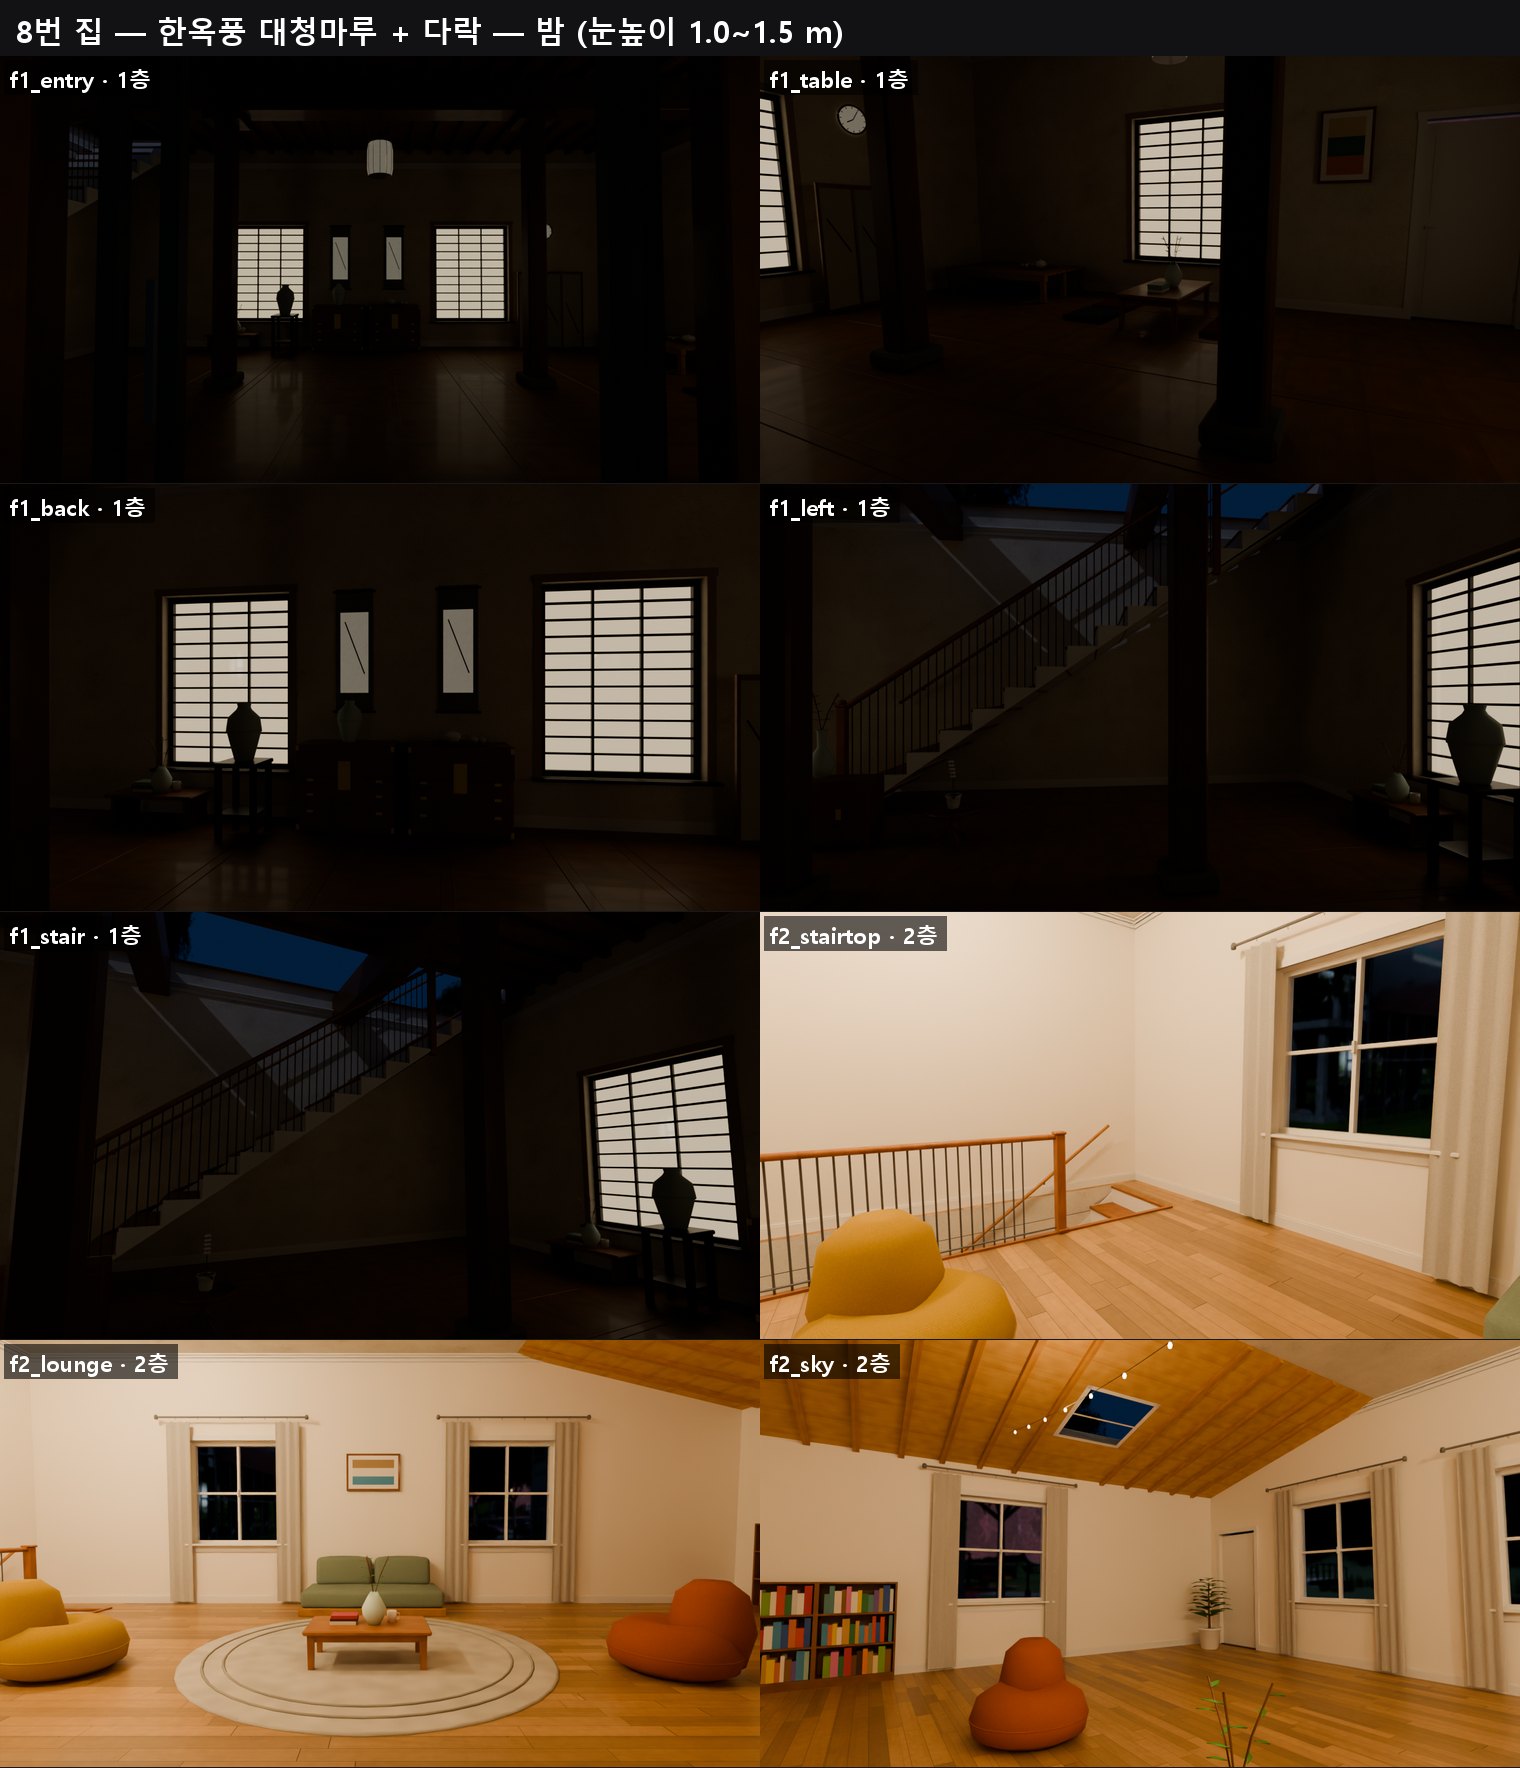 8번 집 — 한옥풍 대청마루 + 다락 — 밤 (눈높이 1.0~1.5 m)
f1_entry · 1층
f1_table · 1층
f1_back · 1층
f1_left · 1층
f1_stair · 1층
f2_stairtop · 2층
f2_lounge · 2층
f2_sky · 2층